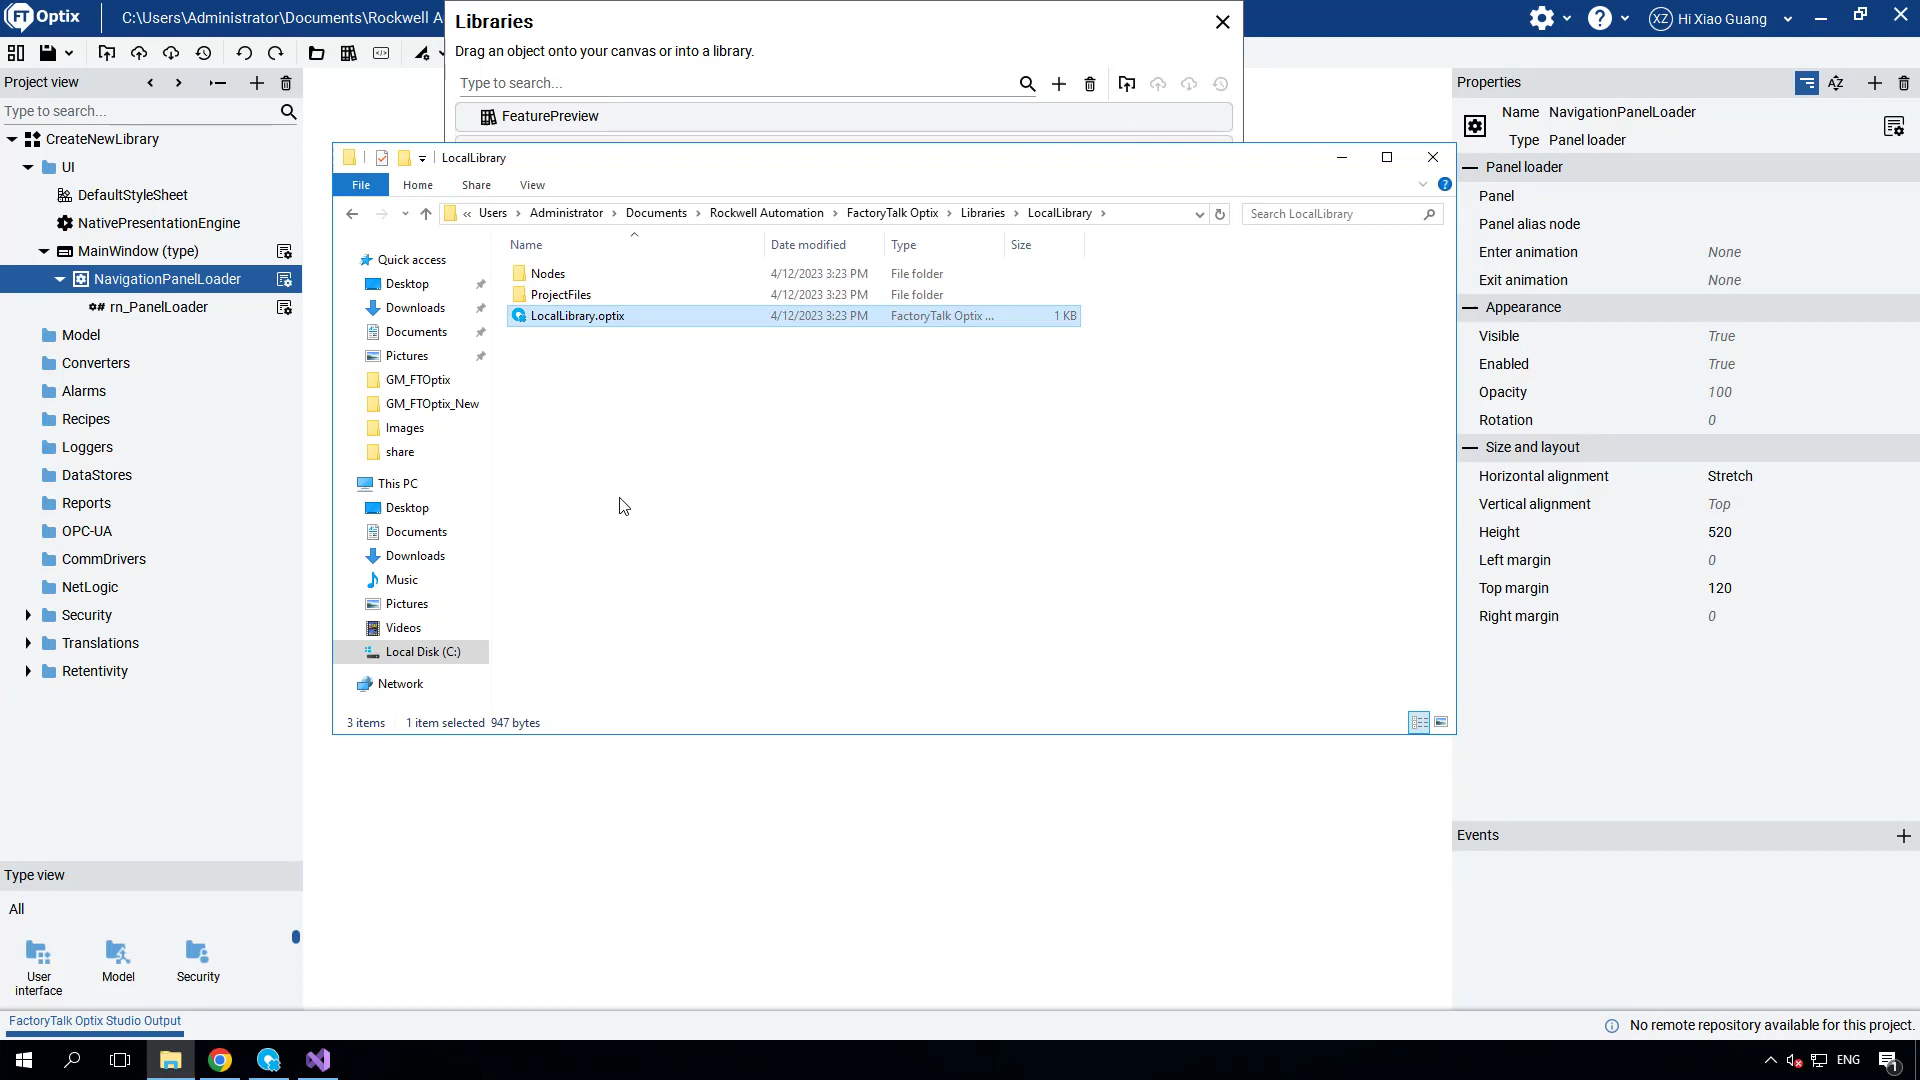 FT Optix
C:\Users\Administrator\Documents\Rockwell A
Hi Xiao Guang
XZ
Libraries
Drag an object onto your canvas or into a library.
Type to search...
FeaturePreview
Project view
Type to search...
CreateNewLibrary
UI
DefaultStyleSheet
NativePresentationEngine
MainWindow (type)
NavigationPanelLoader
rn_PanelLoader
Model
Converters
Alarms
Recipes
Loggers
DataStores
Reports
OPC-UA
CommDrivers
NetLogic
Security
Translations
Retentivity
Type view
All
User interface
Model
Security
FactoryTalk Optix Studio Output
LocalLibrary
File Home Share View
« Users > Administrator > Documents > Rockwell Automation > FactoryTalk Optix > Libraries > LocalLibrary >
Search LocalLibrary
Name Date modified Type Size
Nodes 4/12/2023 3:23 PM File folder
ProjectFiles 4/12/2023 3:23 PM File folder
LocalLibrary.optix 4/12/2023 3:23 PM FactoryTalk Optix ... 1 KB
Quick access
Desktop
Downloads
Documents
Pictures
GM_FTOptix
GM_FTOptix_New
Images
share
This PC
Desktop
Documents
Downloads
Music
Pictures
Videos
Local Disk (C:)
Network
3 items 1 item selected 947 bytes
Properties
Name NavigationPanelLoader
Type Panel loader
Panel loader
Panel
Panel alias node
Enter animation None
Exit animation None
Appearance
Visible True
Enabled True
Opacity 100
Rotation 0
Size and layout
Horizontal alignment Stretch
Vertical alignment Top
Height 520
Left margin 0
Top margin 120
Right margin 0
Events
No remote repository available for this project.
ENG
1